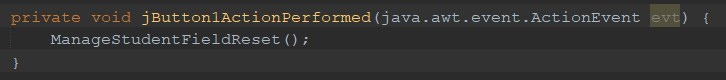 private void jButton1ActionPerformed(java.awt.event.ActionEvent evt) {
ManageStudentFieldReset();
}